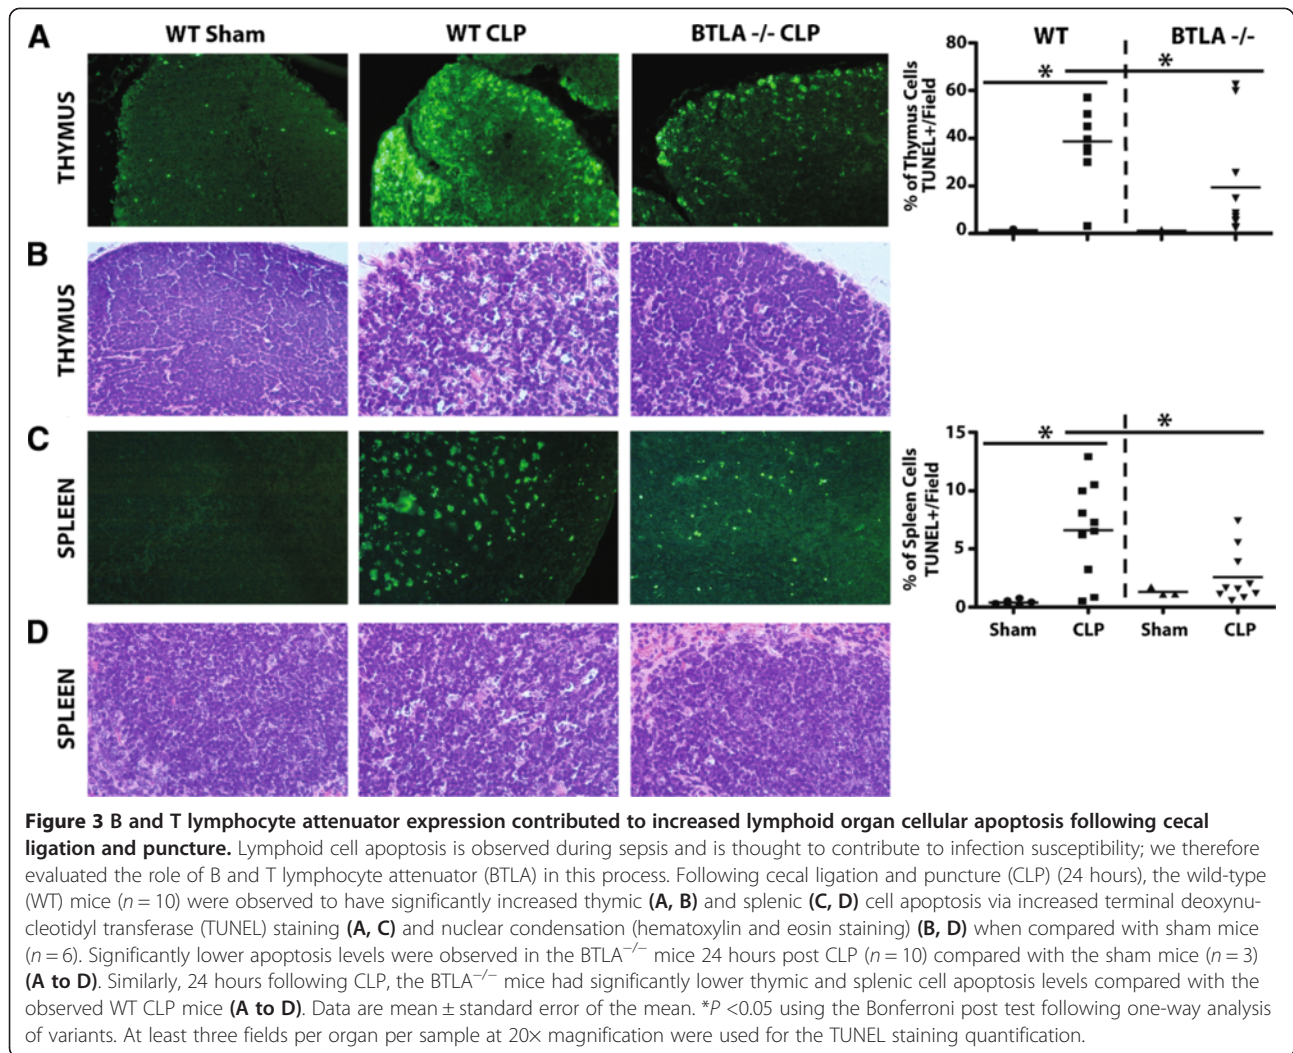 A
WT Sham
WT CLP
BTLA -/- CLP
THYMUS
B
THYMUS
C
SPLEEN
D
SPLEEN
WT
BTLA -/-
% of Thymus Cells
TUNEL+/Field
80
60
40
20
0
*
*
% of Spleen Cells
TUNEL+/Field
15
10
5
0
*
*
Sham
CLP
Sham
CLP
Figure 3 B and T lymphocyte attenuator expression contributed to increased lymphoid organ cellular apoptosis following cecal
ligation and puncture. Lymphoid cell apoptosis is observed during sepsis and is thought to contribute to infection susceptibility; we therefore
evaluated the role of B and T lymphocyte attenuator (BTLA) in this process. Following cecal ligation and puncture (CLP) (24 hours), the wild-type
(WT) mice (n = 10) were observed to have significantly increased thymic (A, B) and splenic (C, D) cell apoptosis via increased terminal deoxynu-
cleotidyl transferase (TUNEL) staining (A, C) and nuclear condensation (hematoxylin and eosin staining) (B, D) when compared with sham mice
(n = 6). Significantly lower apoptosis levels were observed in the BTLA−/− mice 24 hours post CLP (n = 10) compared with the sham mice (n = 3)
(A to D). Similarly, 24 hours following CLP, the BTLA−/− mice had significantly lower thymic and splenic cell apoptosis levels compared with the
observed WT CLP mice (A to D). Data are mean ± standard error of the mean. *P <0.05 using the Bonferroni post test following one-way analysis
of variants. At least three fields per organ per sample at 20× magnification were used for the TUNEL staining quantification.